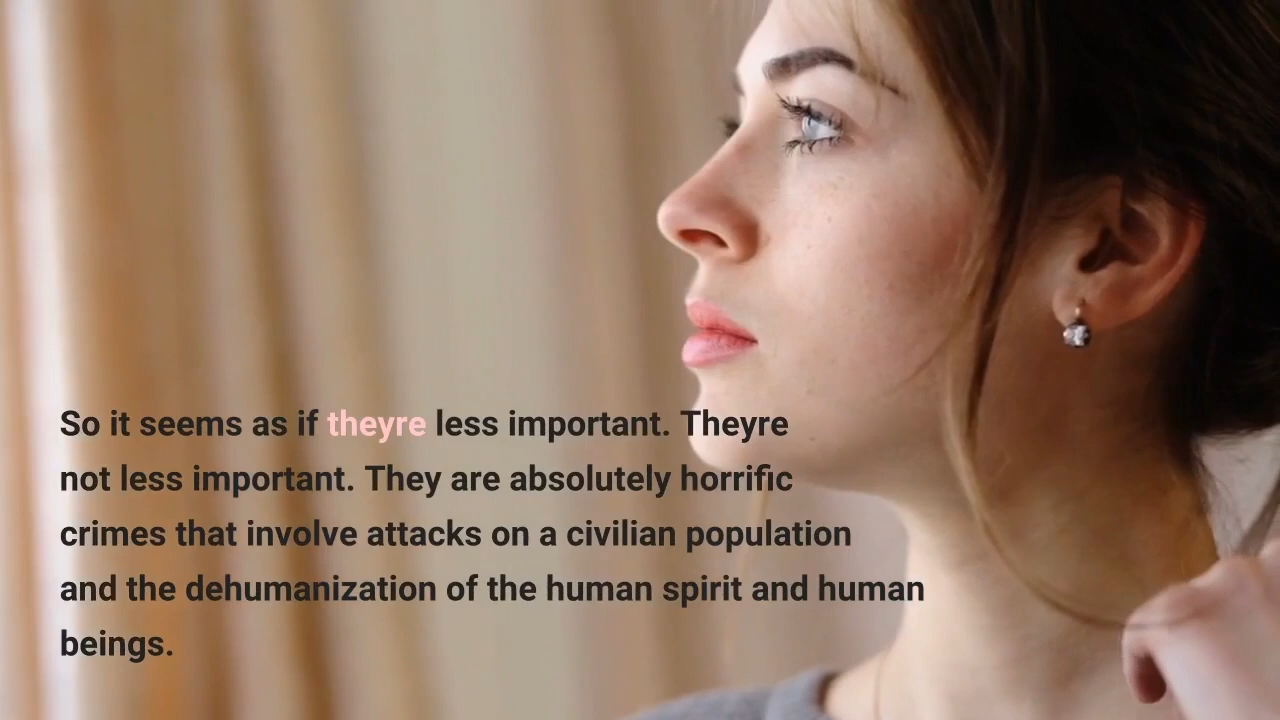 So it seems as if theyre less important. Theyre
not less important. They are absolutely horrific
crimes that involve attacks on a civilian population
and the dehumanization of the human spirit and human
beings.